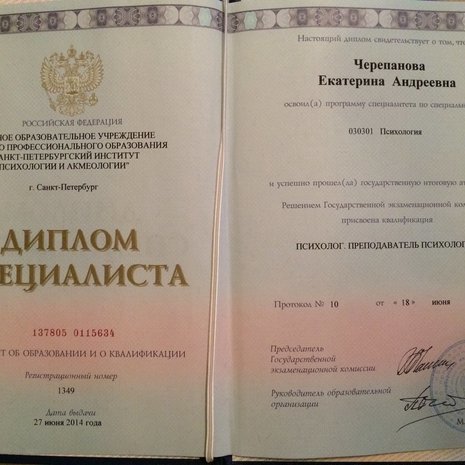 РОССИЙСКАЯ ФЕДЕРАЦИЯ
НОЕ ОБРАЗОВАТЕЛЬНОЕ УЧРЕЖДЕНИЕ
О ПРОФЕССИОНАЛЬНОГО ОБРАЗОВАНИЯ
АНКТ-ПЕТЕРБУРГСКИЙ ИНСТИТУТ
ПСИХОЛОГИИ И АКМЕОЛОГИИ"
г. Санкт-Петербург
ДИПЛОМ
ПЕЦИАЛИСТА
137805 0115634
Т ОБ ОБРАЗОВАНИИ И О КВАЛИФИКАЦИИ
Регистрационный номер
1349
Дата выдачи
27 июня 2014 года
Настоящий диплом свидетельствует о том, что
Черепанова
Екатерина Андреевна
освоил(а) программу специалитета по специаль
030301 Психология
и успешно прошел(ла) государственную итоговую ат
Решением Государственной экзаменационной ком
присвоена квалификация
ПСИХОЛОГ. ПРЕПОДАВАТЕЛЬ ПСИХОЛОГ
Протокол № 10 от « 18 » июня
Председатель
Государственной
экзаменационной комиссии
Руководитель образовательной
организации
М.